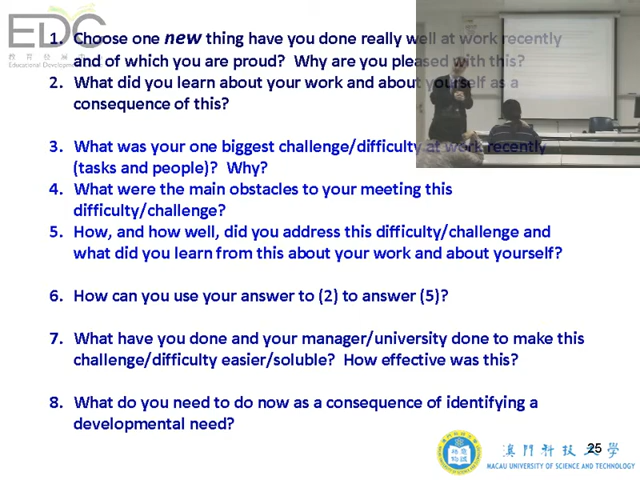 EDC
教 育 發 展
Educational Developme
1. Choose one new thing have you done really well at work recently
and of which you are proud? Why are you pleased with this?
2. What did you learn about your work and about yourself as a
consequence of this?
3. What was your one biggest challenge/difficulty at work recently
(tasks and people)? Why?
4. What were the main obstacles to your meeting this
difficulty/challenge?
5. How, and how well, did you address this difficulty/challenge and
what did you learn from this about your work and about yourself?
6. How can you use your answer to (2) to answer (5)?
7. What have you done and your manager/university done to make this
challenge/difficulty easier/soluble? How effective was this?
8. What do you need to do now as a consequence of identifying a
developmental need?
25
澳 門 科 技 大 學
MACAU UNIVERSITY OF SCIENCE AND TECHNOLOGY